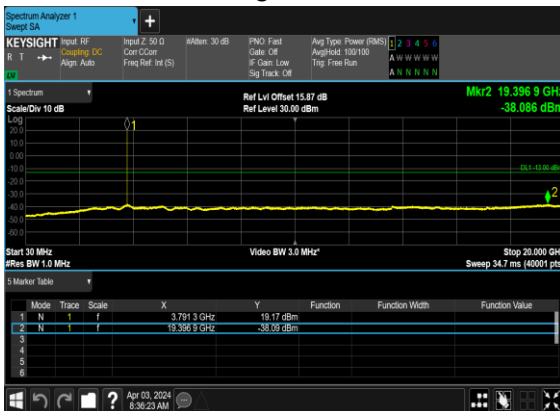 Spectrum Analyzer 1
Swept SA
KEYSIGHT Input: RF Input Z: 50 Ω #Atten: 30 dB PNO: Fast Avg Type: Power (RMS) 1 2 3 4 5 6
R T Coupling: DC Corr CCorr Gate: Off Avg|Hold: 100/100 A W W W W W
Align: Auto Freq Ref: Int (S) IF Gain: Low Trig: Free Run
Sig Track: Off A N N N N N
LV
1 Spectrum Ref Lvl Offset 15.87 dB Mkr2 19.396 9 GHz
Scale/Div 10 dB Ref Level 30.00 dBm -38.086 dBm
Log
20.0
10.0
0.00
-10.0
-20.0
-30.0
-40.0
-50.0
-60.0
1
DL1 -13.00 dBm
2
Start 30 MHz Video BW 3.0 MHz* Stop 20.000 GHz
#Res BW 1.0 MHz Sweep 34.7 ms (40001 pts)
5 Marker Table
Mode Trace Scale X Y Function Function Width Function Value
1 N 1 f 3.791 3 GHz 19.17 dBm
2 N 1 f 19.396 9 GHz -38.09 dBm
3
4
5
6
? Apr 03, 2024
8:36:23 AM